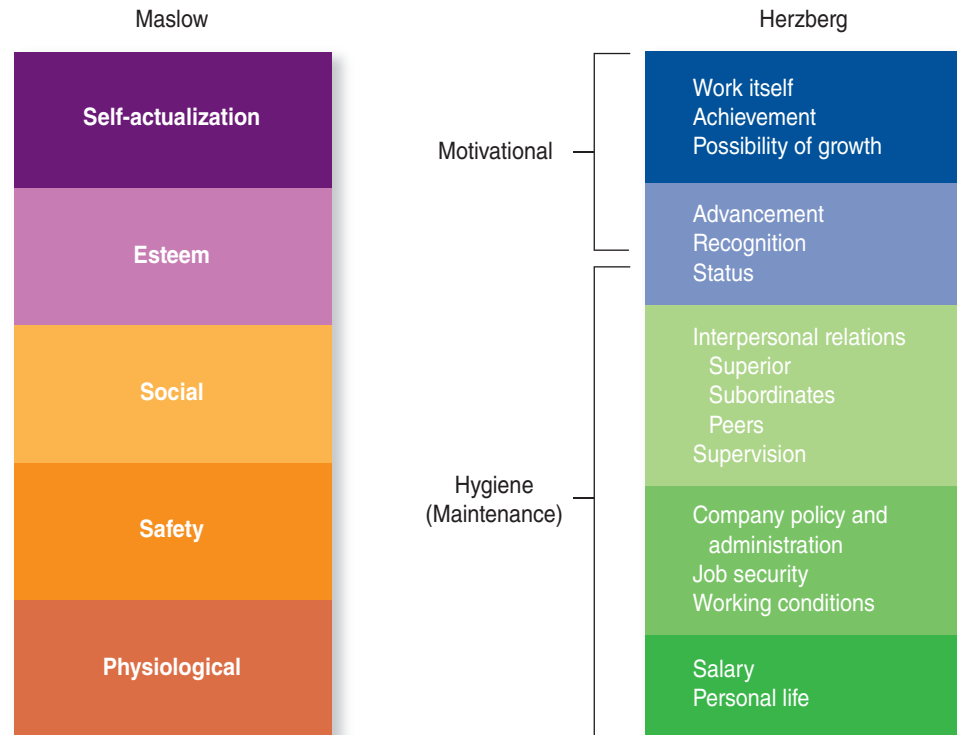 Maslow
Self-actualization
Esteem
Social
Safety
Physiological
Motivational
Hygiene
(Maintenance)
Herzberg
Work itself
Achievement
Possibility of growth
Advancement
Recognition
Status
Interpersonal relations
Superior
Subordinates
Peers
Supervision
Company policy and
administration
Job security
Working conditions
Salary
Personal life